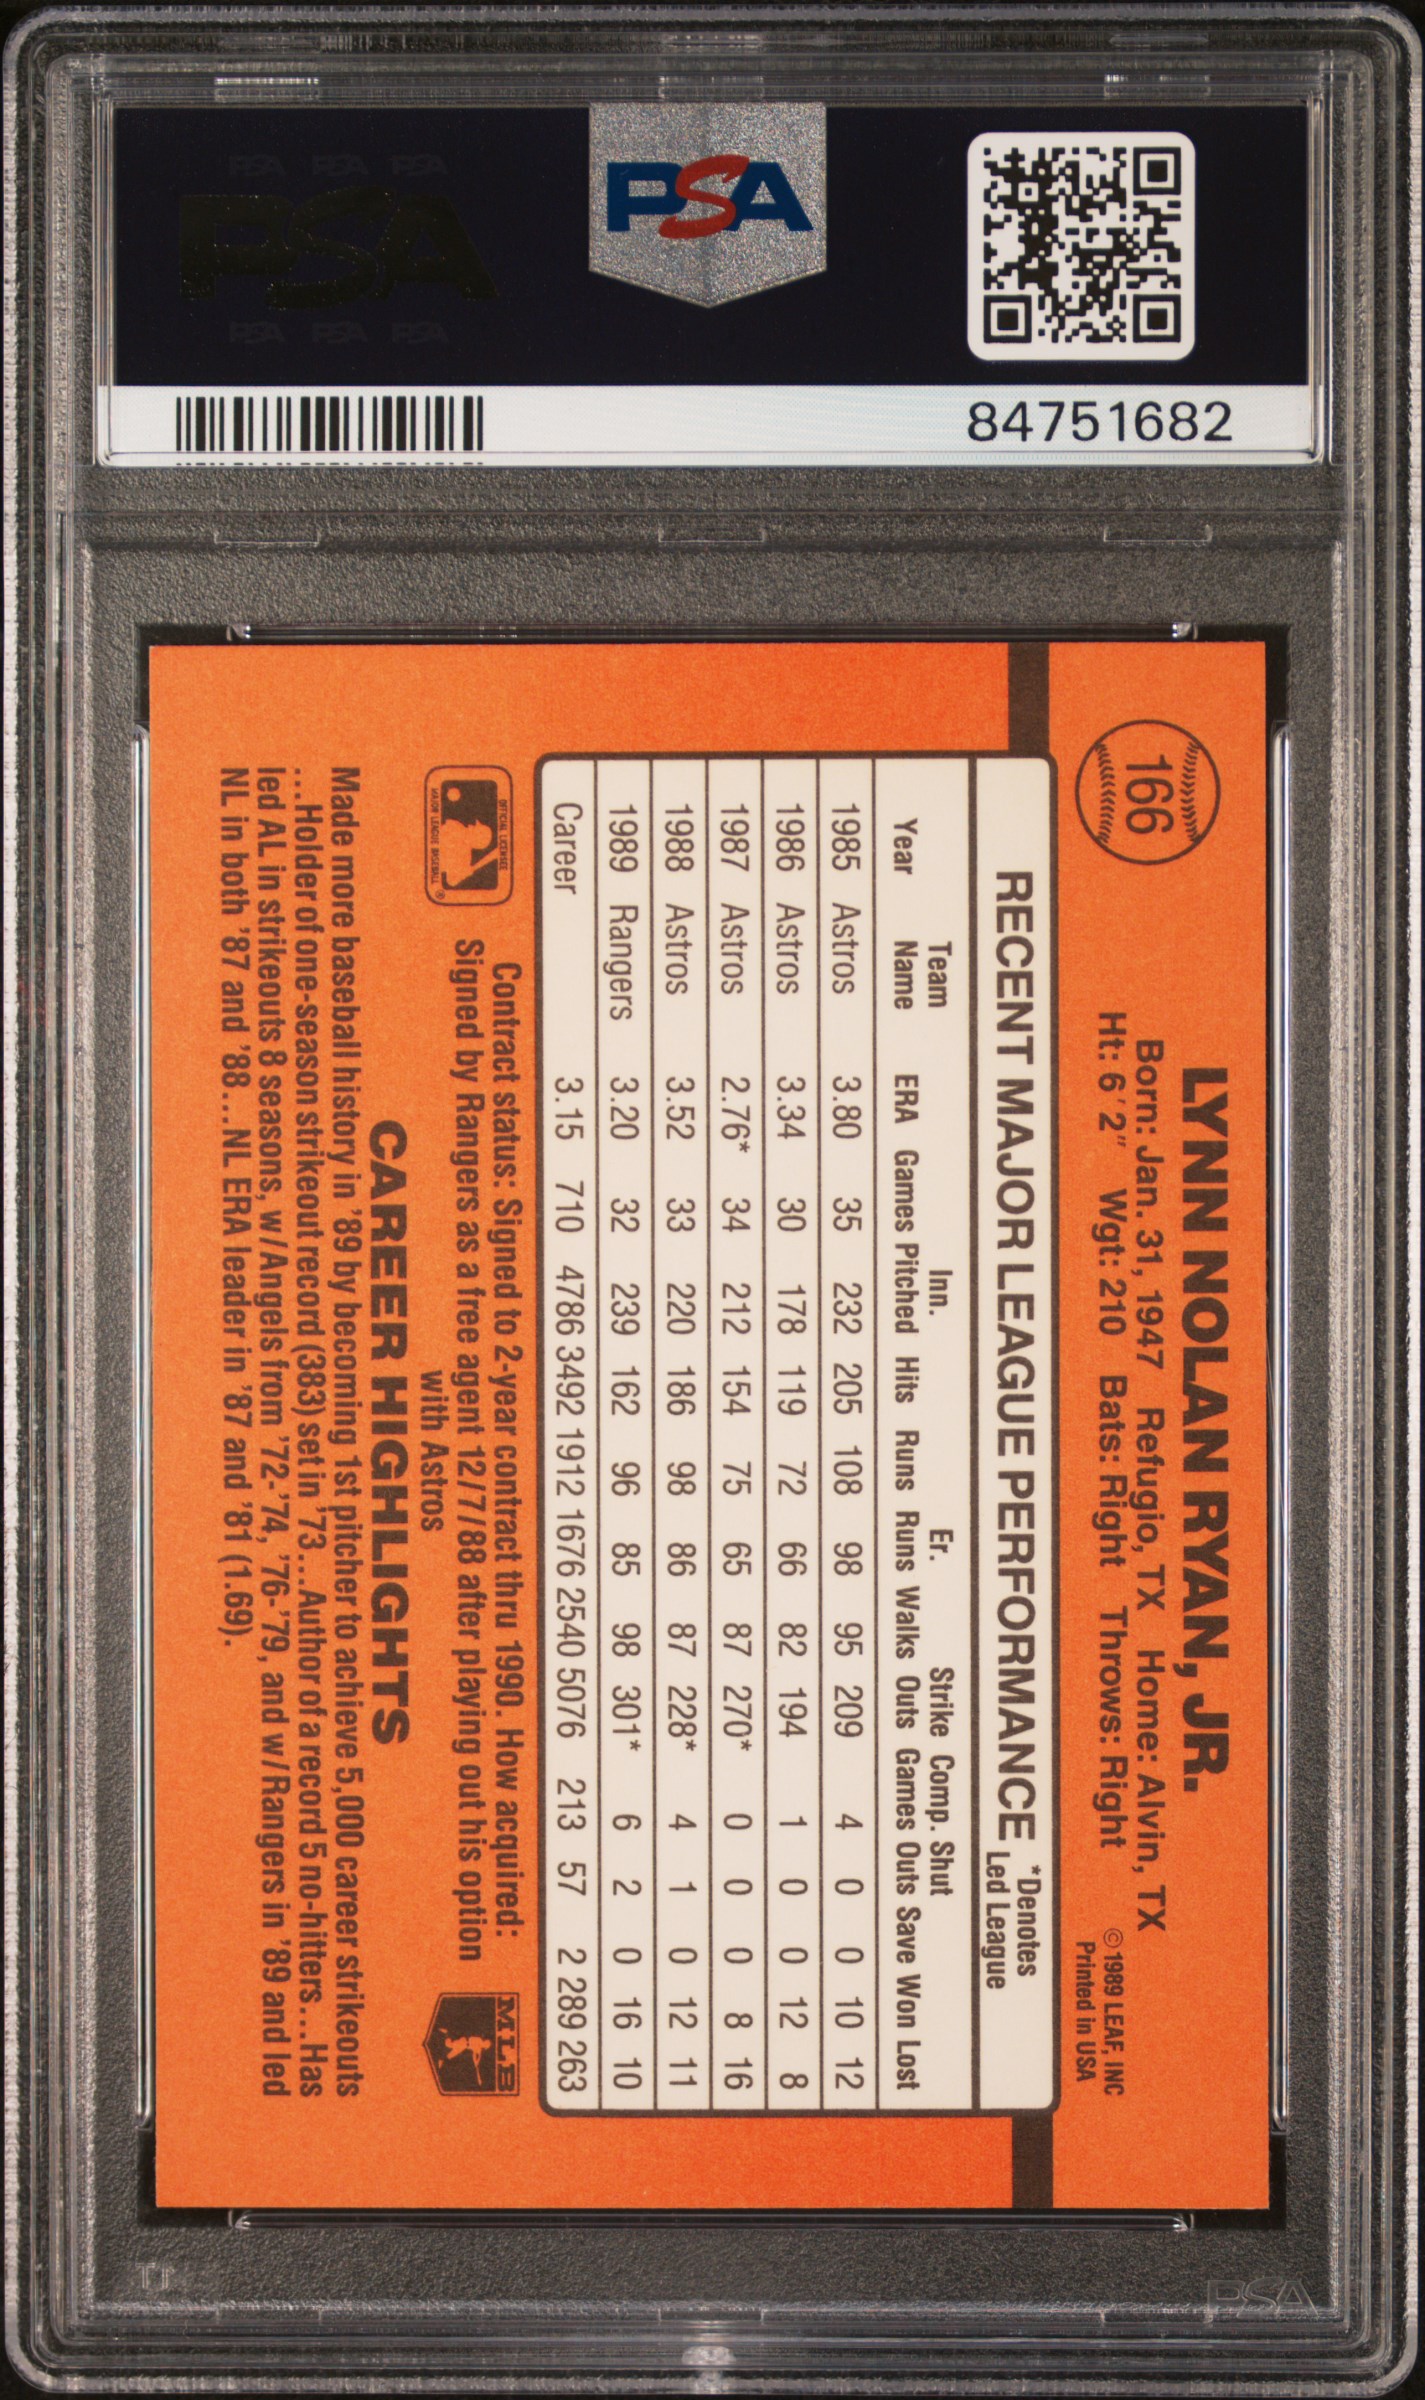 PSA PSA PSA
PSA
PSA PSA PSA
PSA
84751682
166
LYNN NOLAN RYAN, JR.
Born: Jan. 31, 1947 Refugio, TX Home: Alvin, TX
Ht: 6'2" Wgt: 210 Bats: Right Throws: Right
© 1989 LEAF, INC
Printed in USA
RECENT MAJOR LEAGUE PERFORMANCE *Denotes
Led League
Team Inn. Er. Strike Comp. Shut
Year Name ERA Games Pitched Hits Runs Runs Walks Outs Games Outs Save Won Lost
1985 Astros 3.80 35 232 205 108 98 95 209 4 0 0 10 12
1986 Astros 3.34 30 178 119 72 66 82 194 1 0 0 12 8
1987 Astros 2.76* 34 212 154 75 65 87 270* 0 0 0 8 16
1988 Astros 3.52 33 220 186 98 86 87 228* 4 1 0 12 11
1989 Rangers 3.20 32 239 162 96 85 98 301* 6 2 0 16 10
Career 3.15 710 4786 3492 1912 1676 2540 5076 213 57 2 289 263
OFFICIAL LICENSEE
MAJOR LEAGUE BASEBALL ®
Contract status: Signed to 2-year contract thru 1990. How acquired:
Signed by Rangers as a free agent 12/7/88 after playing out his option
with Astros
MLB
CAREER HIGHLIGHTS
Made more baseball history in '89 by becoming 1st pitcher to achieve 5,000 career strikeouts
...Holder of one-season strikeout record (383) set in '73...Author of a record 5 no-hitters...Has
led AL in strikeouts 8 seasons, w/Angels from '72-'74, '76-'79, and w/Rangers in '89 and led
NL in both '87 and '88...NL ERA leader in '87 and '81 (1.69).
PSA